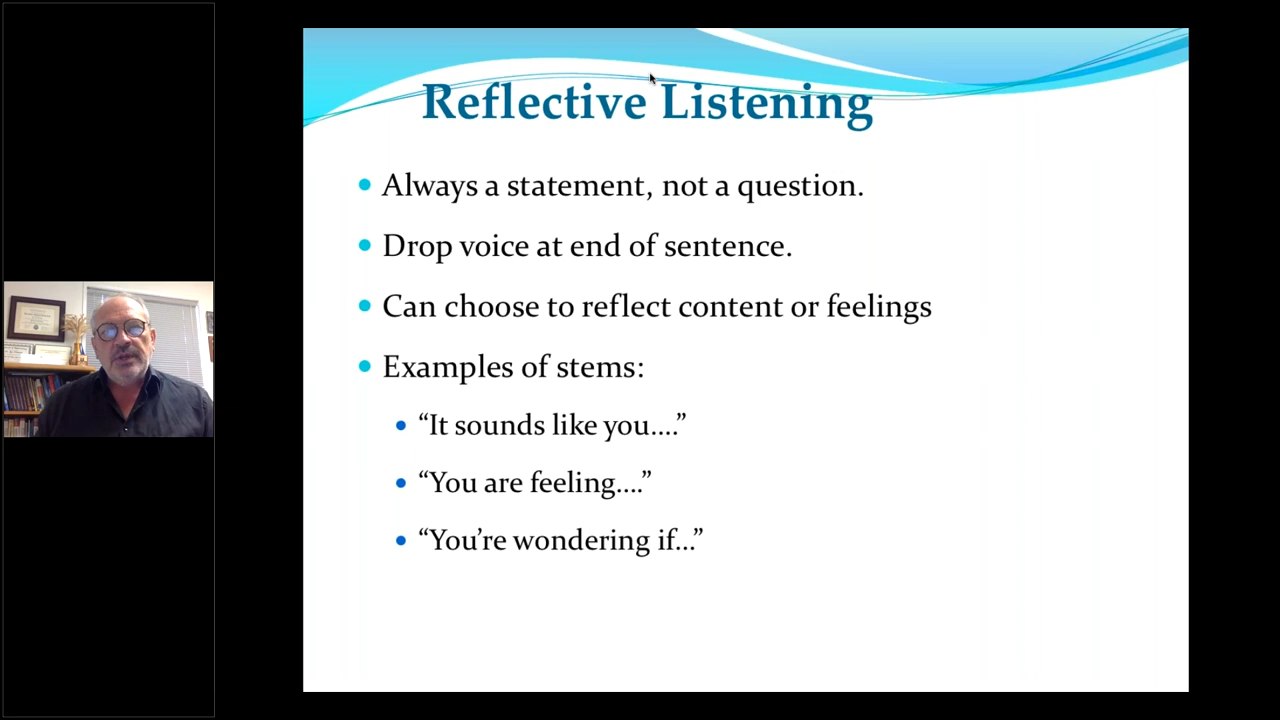 Reflective Listening
Always a statement, not a question.
Drop voice at end of sentence.
Can choose to reflect content or feelings
Examples of stems:
“It sounds like you....”
“You are feeling....”
“You’re wondering if...”